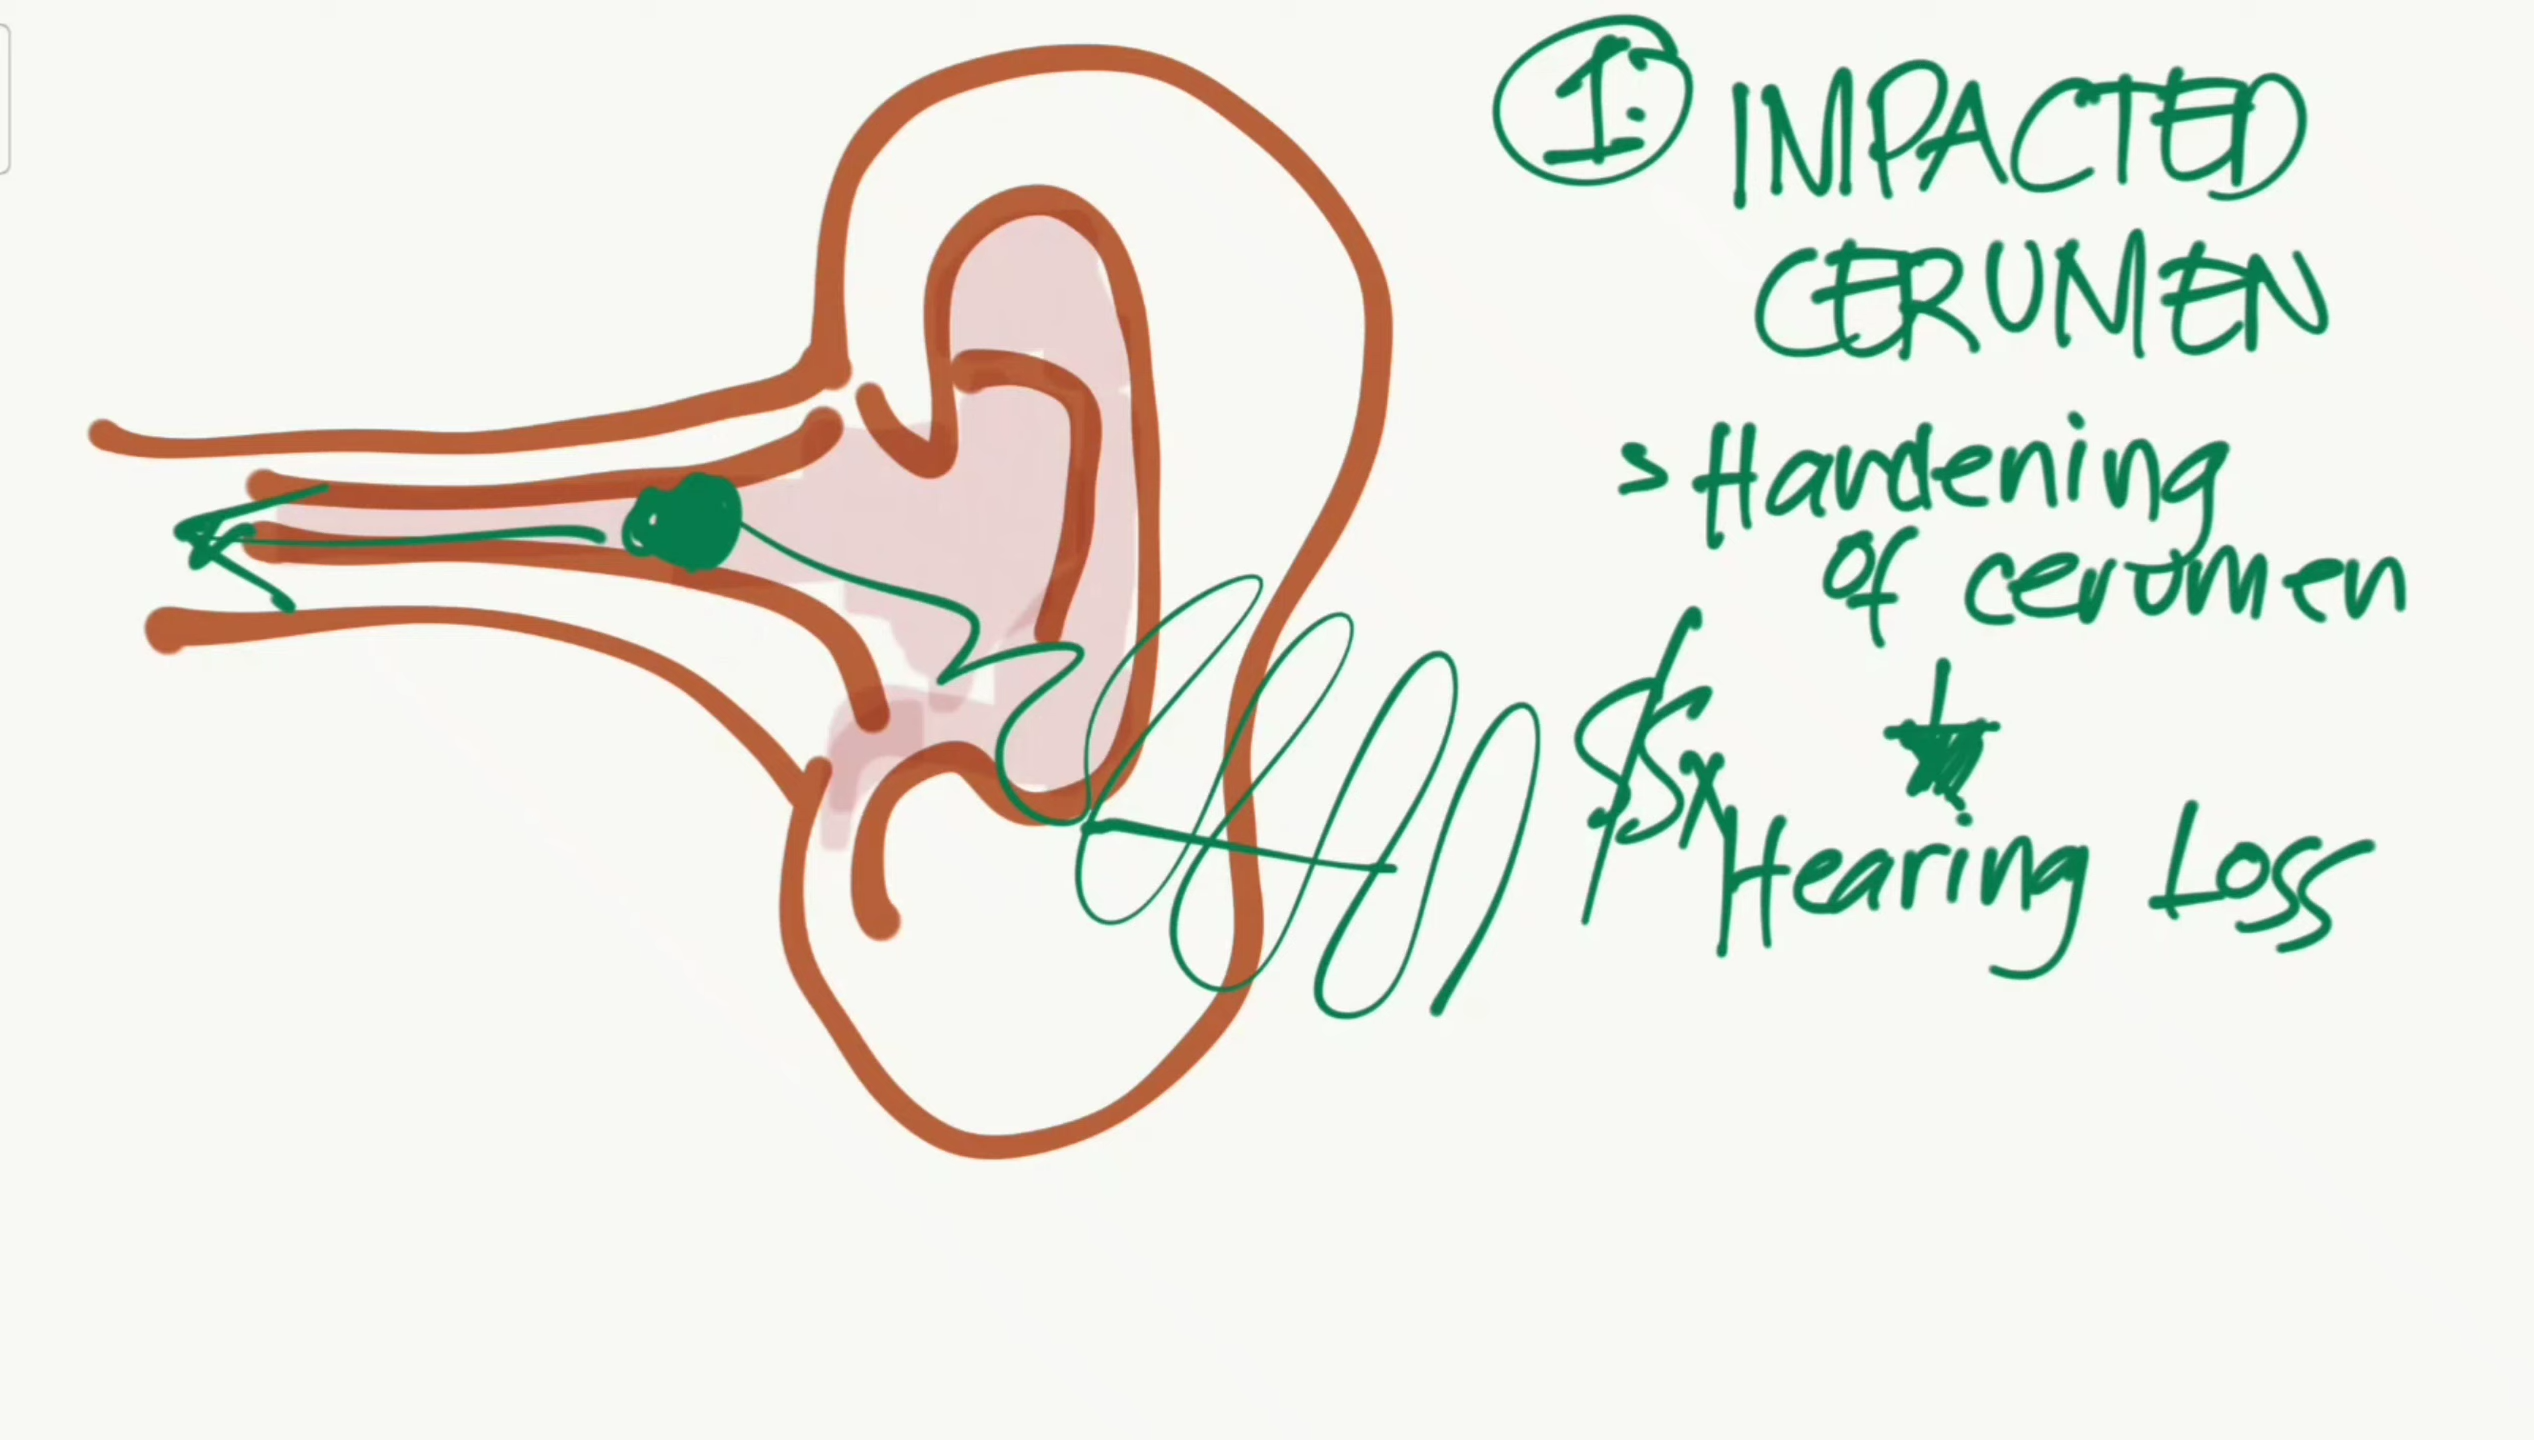 1:
IMPACTED
CERUMEN
> Hardening
of cerumen
S/Sx
Hearing Loss